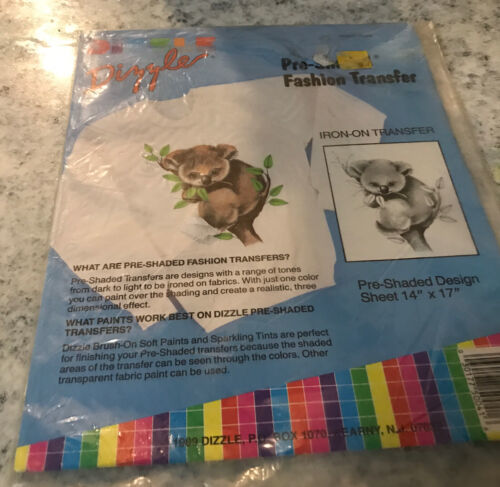 Dizzle
Fashion Transfer
IRON-ON TRANSFER
WHAT ARE PRE-SHADED FASHION TRANSFERS?
Pre-Shaded Transfers are designs with a range of tones
from dark to light to be ironed on fabrics. With just one color
you can paint over the shading and create a realistic, three
dimensional effect.
WHAT PAINTS WORK BEST ON DIZZLE PRE-SHADED
TRANSFERS?
Dizzle Brush-On Soft Paints and Sparkling Tints are perfect
for finishing your Pre-Shaded transfers because the shaded
areas of the transfer can be seen through the colors. Other
transparent fabric paint can be used.
Pre-Shaded Design
Sheet 14" x 17"
1989 DIZZLE, P.O. BOX 1070, KEARNY, N.J.